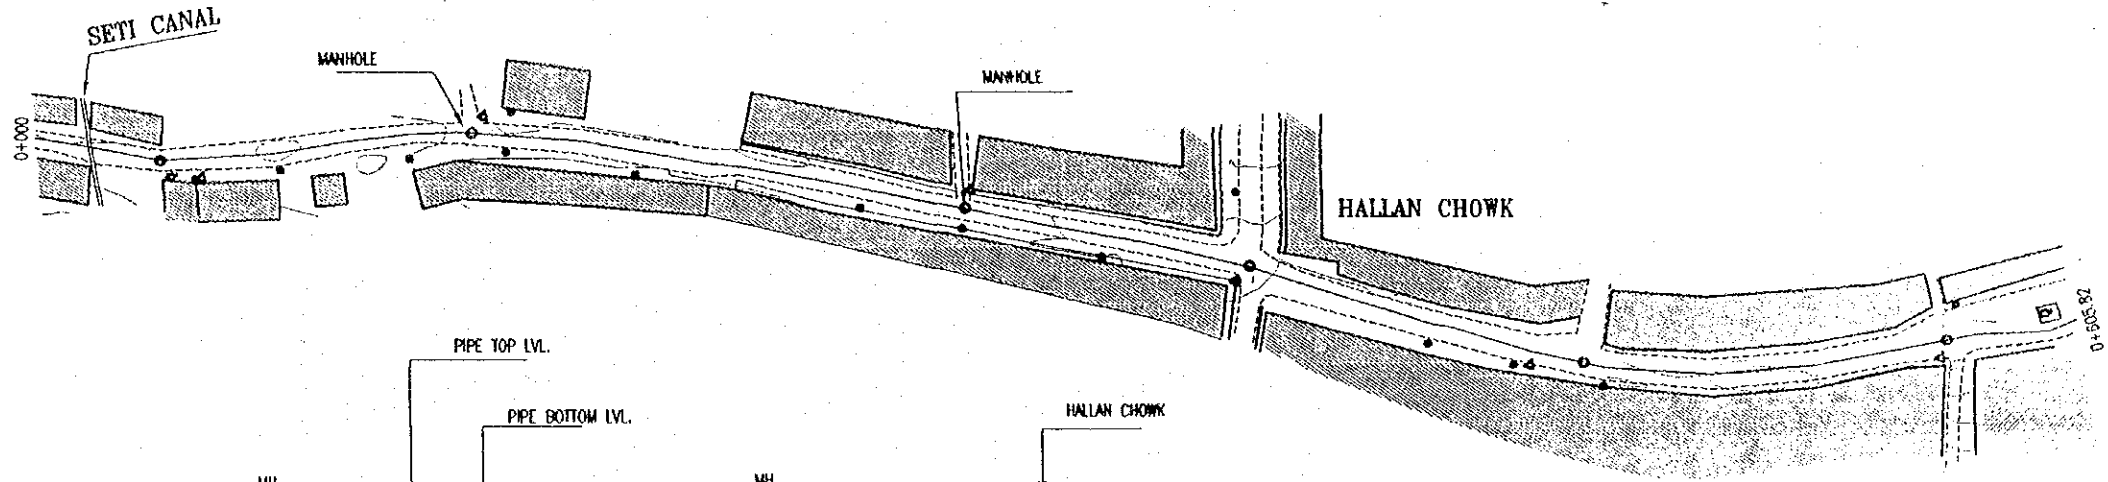 SETI CANAL
MANHOLE
MANHOLE
0+000
HALLAN CHOWK
0+605.82
PIPE TOP LVL.
PIPE BOTTOM LVL.
HALLAN CHOWK
MH
MH